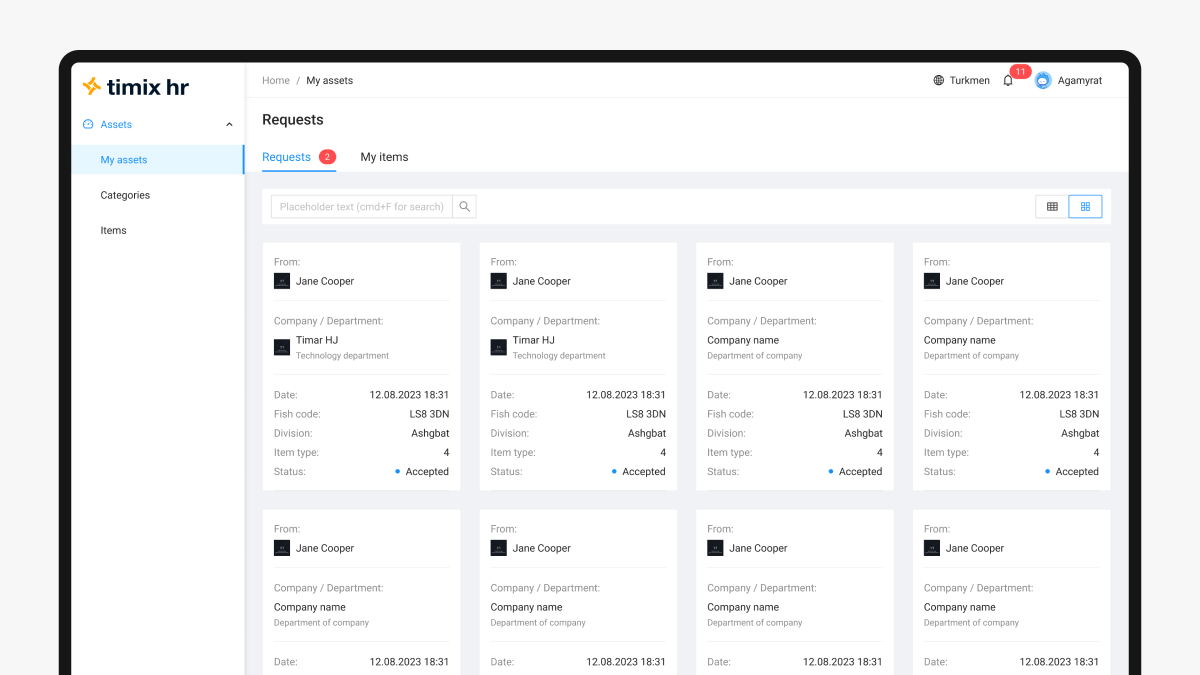 timix hr
Home / My assets
Turkmen
11
Agamyrat
Assets
My assets
Categories
Items
Requests
Requests 2 My items
Placeholder text (cmd+F for search)
From:
Jane Cooper
Company / Department:
Timar HJ
Technology department
Date: 12.08.2023 18:31
Fish code: LS8 3DN
Division: Ashgbat
Item type: 4
Status: Accepted
From:
Jane Cooper
Company / Department:
Timar HJ
Technology department
Date: 12.08.2023 18:31
Fish code: LS8 3DN
Division: Ashgbat
Item type: 4
Status: Accepted
From:
Jane Cooper
Company / Department:
Company name
Department of company
Date: 12.08.2023 18:31
Fish code: LS8 3DN
Division: Ashgbat
Item type: 4
Status: Accepted
From:
Jane Cooper
Company / Department:
Company name
Department of company
Date: 12.08.2023 18:31
Fish code: LS8 3DN
Division: Ashgbat
Item type: 4
Status: Accepted
From:
Jane Cooper
Company / Department:
Company name
Department of company
Date: 12.08.2023 18:31
From:
Jane Cooper
Company / Department:
Company name
Department of company
Date: 12.08.2023 18:31
From:
Jane Cooper
Company / Department:
Company name
Department of company
Date: 12.08.2023 18:31
From:
Jane Cooper
Company / Department:
Company name
Department of company
Date: 12.08.2023 18:31